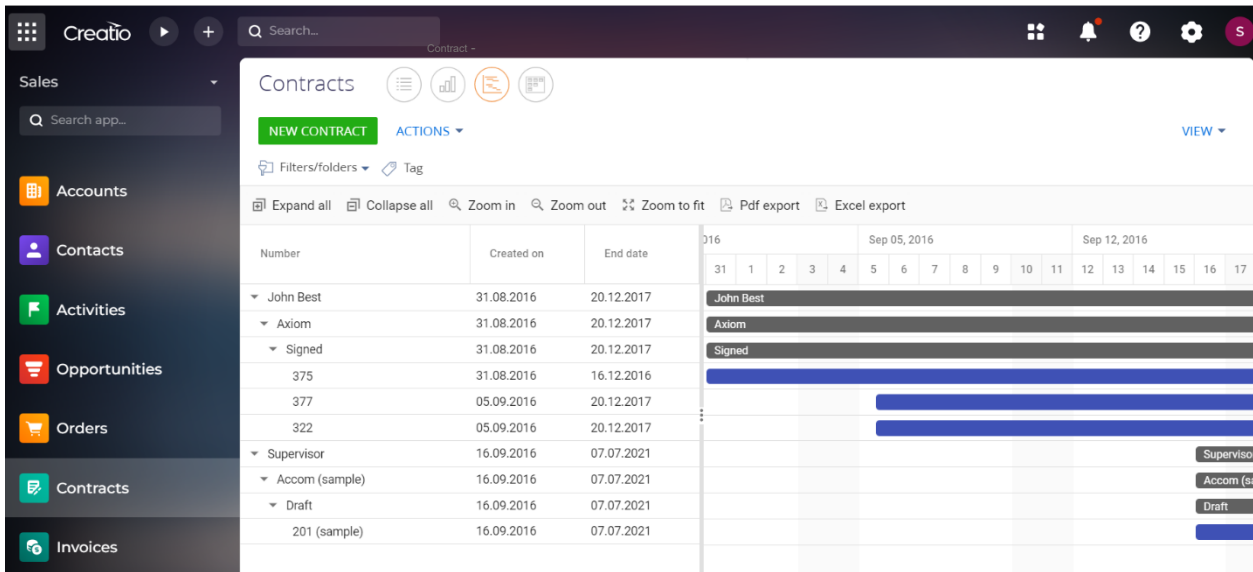 Creatio
Search...
S
Contract -
Sales
Search app...
Accounts
Contacts
Activities
Opportunities
Orders
Contracts
Invoices
Contracts
NEW CONTRACT ACTIONS VIEW
Filters/folders Tag
Expand all Collapse all Zoom in Zoom out Zoom to fit Pdf export Excel export
Number Created on End date 016 Sep 05, 2016 Sep 12, 2016
31 1 2 3 4 5 6 7 8 9 10 11 12 13 14 15 16 17
John Best 31.08.2016 20.12.2017 John Best
Axiom 31.08.2016 20.12.2017 Axiom
Signed 31.08.2016 20.12.2017 Signed
375 31.08.2016 16.12.2016
377 05.09.2016 20.12.2017
322 05.09.2016 20.12.2017
Supervisor 16.09.2016 07.07.2021 Superviso
Accom (sample) 16.09.2016 07.07.2021 Accom (sa
Draft 16.09.2016 07.07.2021 Draft
201 (sample) 16.09.2016 07.07.2021